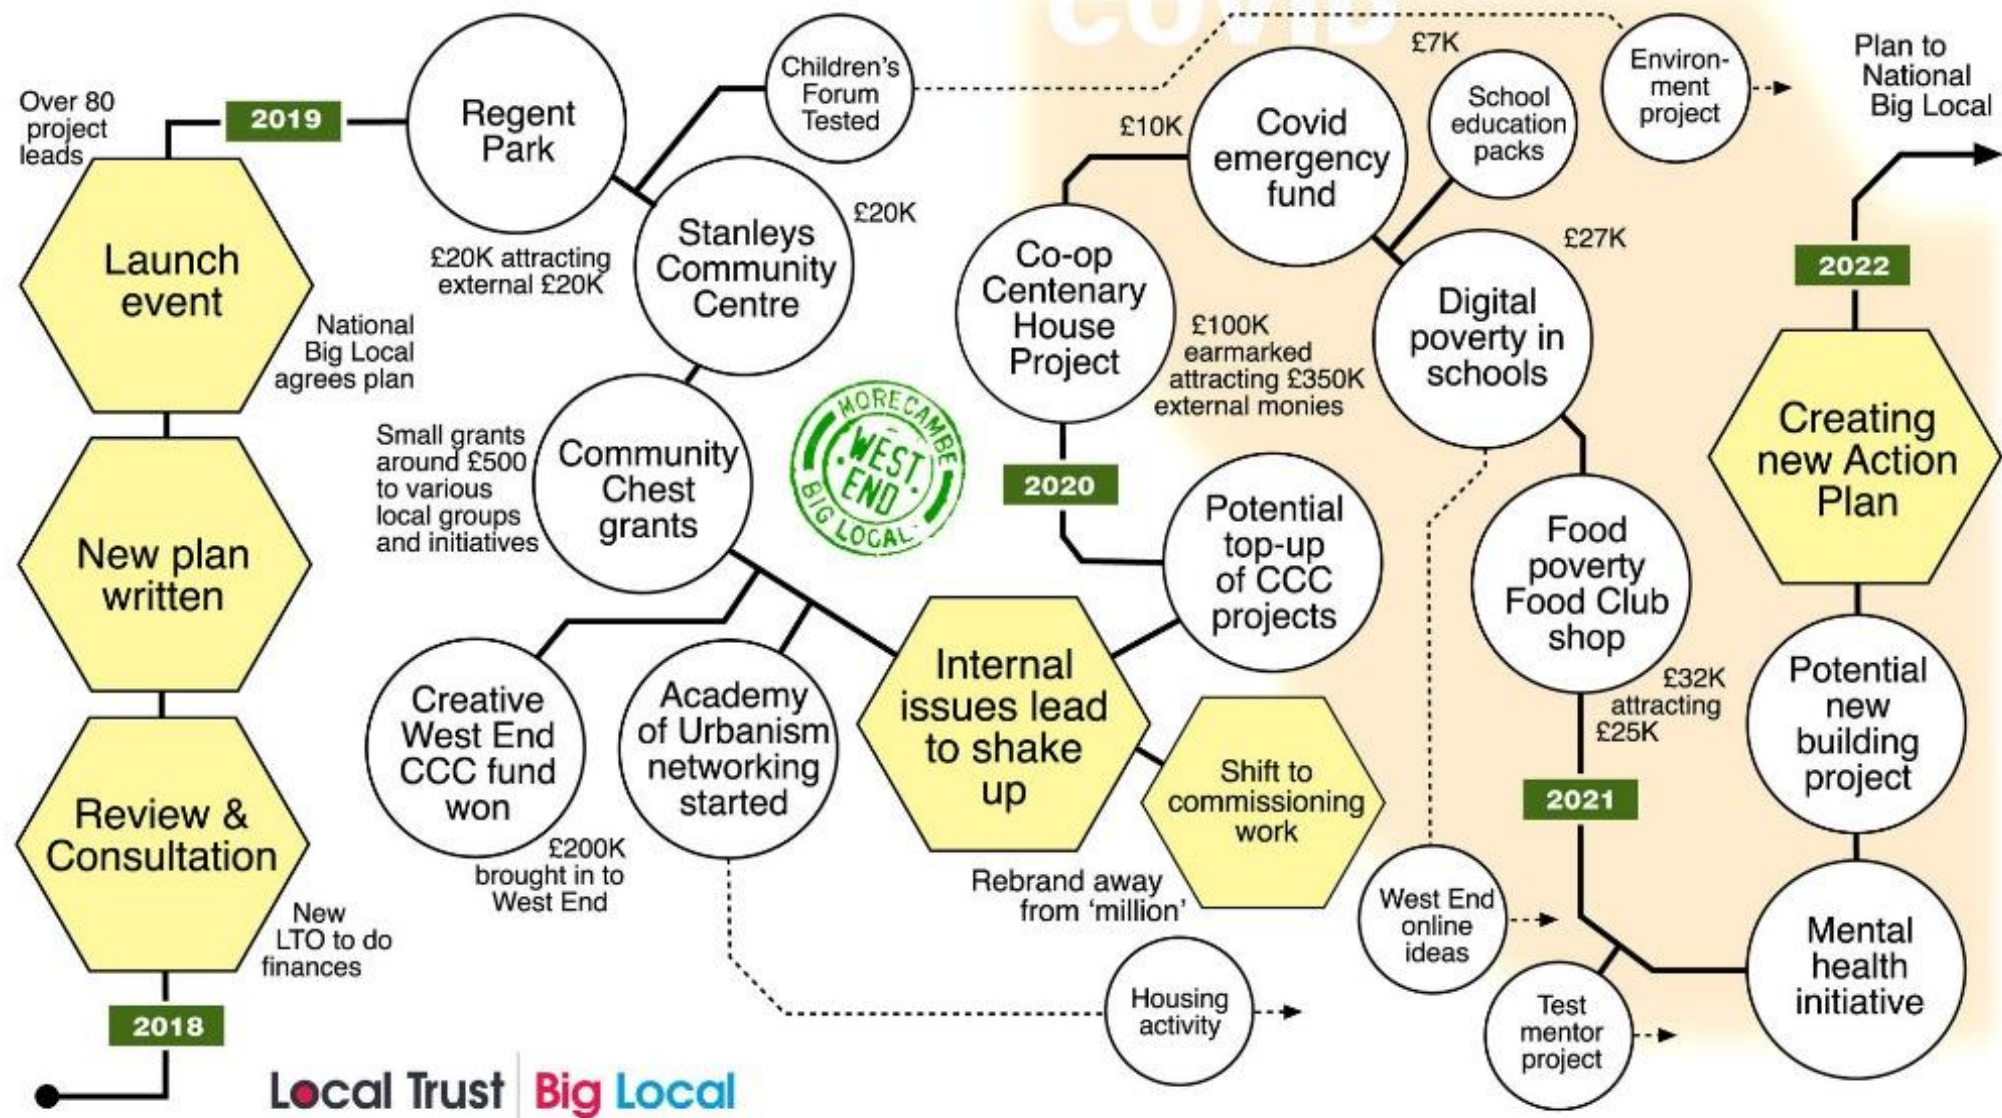 COVID
Over 80
project
leads
2019
Launch
event
National
Big Local
agrees plan
New plan
written
Review &
Consultation
New
LTO to do
finances
2018
Regent
Park
£20K attracting
external £20K
Children's
Forum
Tested
Stanleys
Community
Centre
£20K
Small grants
around £500
to various
local groups
and initiatives
Community
Chest
grants
MORECAMBE
WEST
END
BIG LOCAL
Creative
West End
CCC fund
won
£200K
brought in to
West End
Academy
of Urbanism
networking
started
Internal
issues lead
to shake
up
Rebrand away
from ‘million’
Shift to
commissioning
work
Housing
activity
Potential
top-up
of CCC
projects
2020
Co-op
Centenary
House
Project
£100K
earmarked
attracting £350K
external monies
£10K
Covid
emergency
fund
£7K
School
education
packs
Environ-
ment
project
£27K
Digital
poverty in
schools
Food
poverty
Food Club
shop
£32K
attracting
£25K
2021
West End
online
ideas
Test
mentor
project
Mental
health
initiative
Potential
new
building
project
Creating
new Action
Plan
2022
Plan to
National
Big Local
Local Trust
Big Local